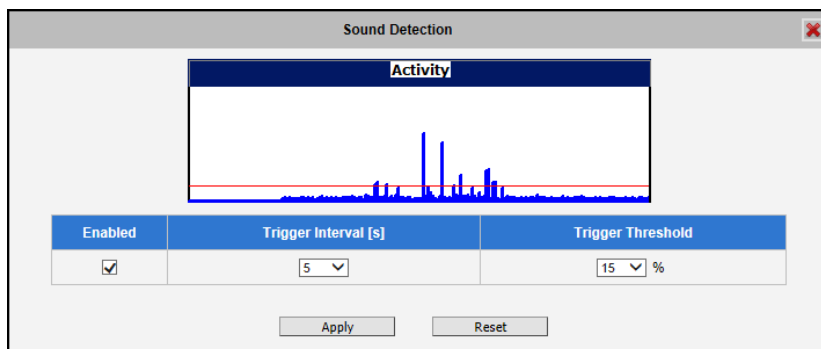 Sound Detection
Activity
Enabled Trigger Interval [s] Trigger Threshold
5 15 %
Apply Reset